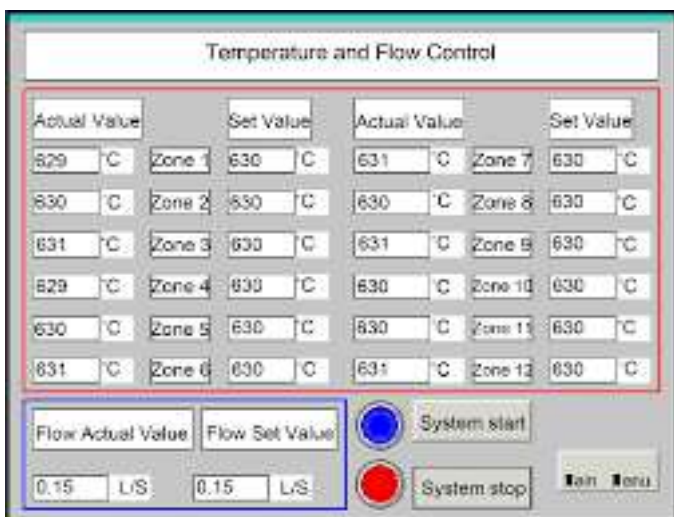 Temperature and Flow Control
Actual Value Set Value Actual Value Set Value
629 °C Zone 1 630 °C 631 °C Zone 7 630 °C
630 °C Zone 2 630 °C 630 °C Zone 8 630 °C
631 °C Zone 3 630 °C 631 °C Zone 9 630 °C
629 °C Zone 4 630 °C 630 °C Zone 10 630 °C
630 °C Zone 5 630 °C 630 °C Zone 11 630 °C
631 °C Zone 6 630 °C 631 °C Zone 12 630 °C
Flow Actual Value Flow Set Value System start
0.15 L/S 0.15 L/S System stop Main Menu